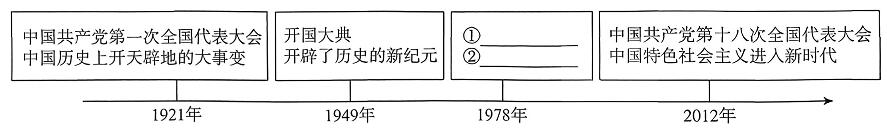 中国共产党第一次全国代表大会
中国历史上开天辟地的大事变
开国大典
开辟了历史的新纪元
①
②
中国共产党第十八次全国代表大会
中国特色社会主义进入新时代
1921年
1949年
1978年
2012年